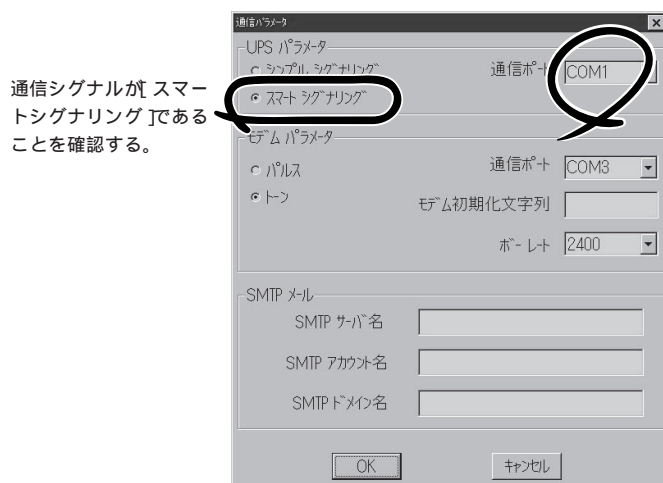 通信パラメータ
UPS パラメータ
シンプル シグナリング
通信ポート
COM1
スマート シグナリング
通信シグナルが[ スマー
トシグナリング ]である
ことを確認する。
モデム パラメータ
パルス
通信ポート
COM3
トーン
モデム初期化文字列
ボーレート
2400
SMTP メール
SMTP サーバ名
SMTP アカウント名
SMTP ドメイン名
OK
キャンセル